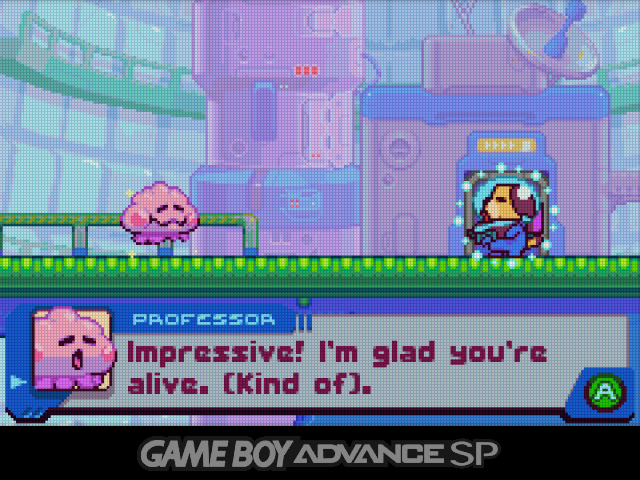 PROFESSOR
Impressive! I'm glad you're
alive. (Kind of).
A
GAME BOY ADVANCE SP